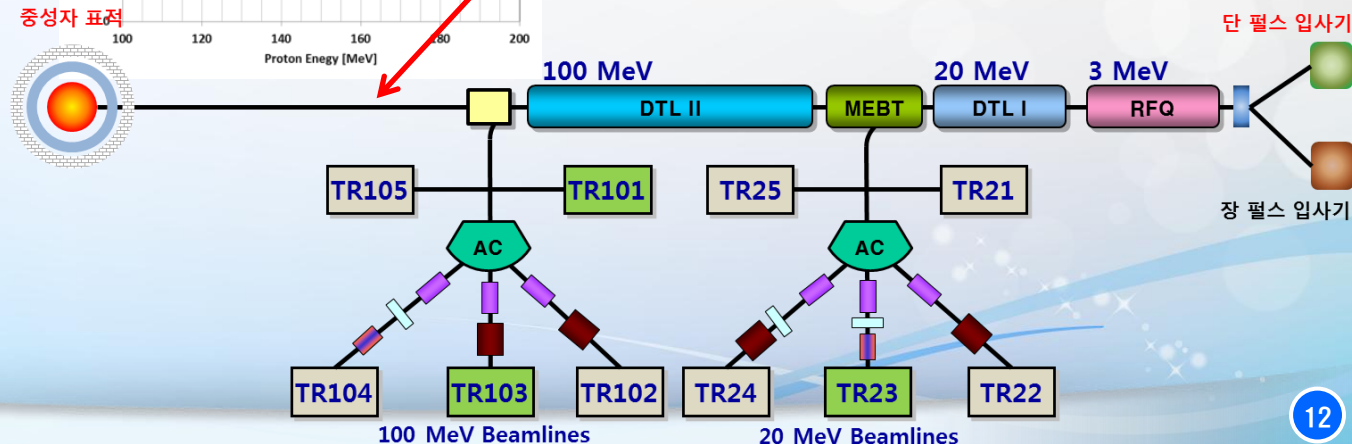 중성자 표적
0
100 120 140 160 180 200
Proton Enegy [MeV]
단 펄스 입사기
100 MeV 20 MeV 3 MeV
DTL II MEBT DTL I RFQ
TR105 TR101 TR25 TR21
장 펄스 입사기
AC AC
TR104 TR103 TR102 TR24 TR23 TR22
100 MeV Beamlines 20 MeV Beamlines
12